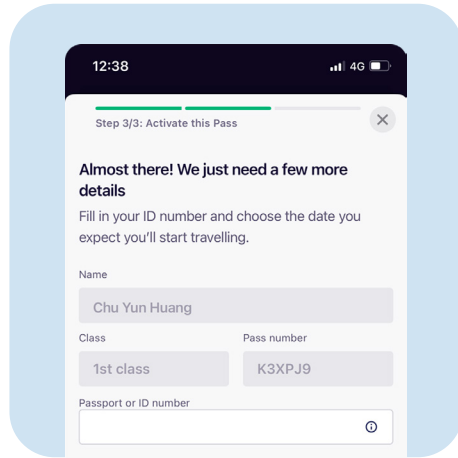 12:38
4G
Step 3/3: Activate this Pass
Almost there! We just need a few more
details
Fill in your ID number and choose the date you
expect you'll start travelling.
Name
Chu Yun Huang
Class
Pass number
1st class
K3XPJ9
Passport or ID number